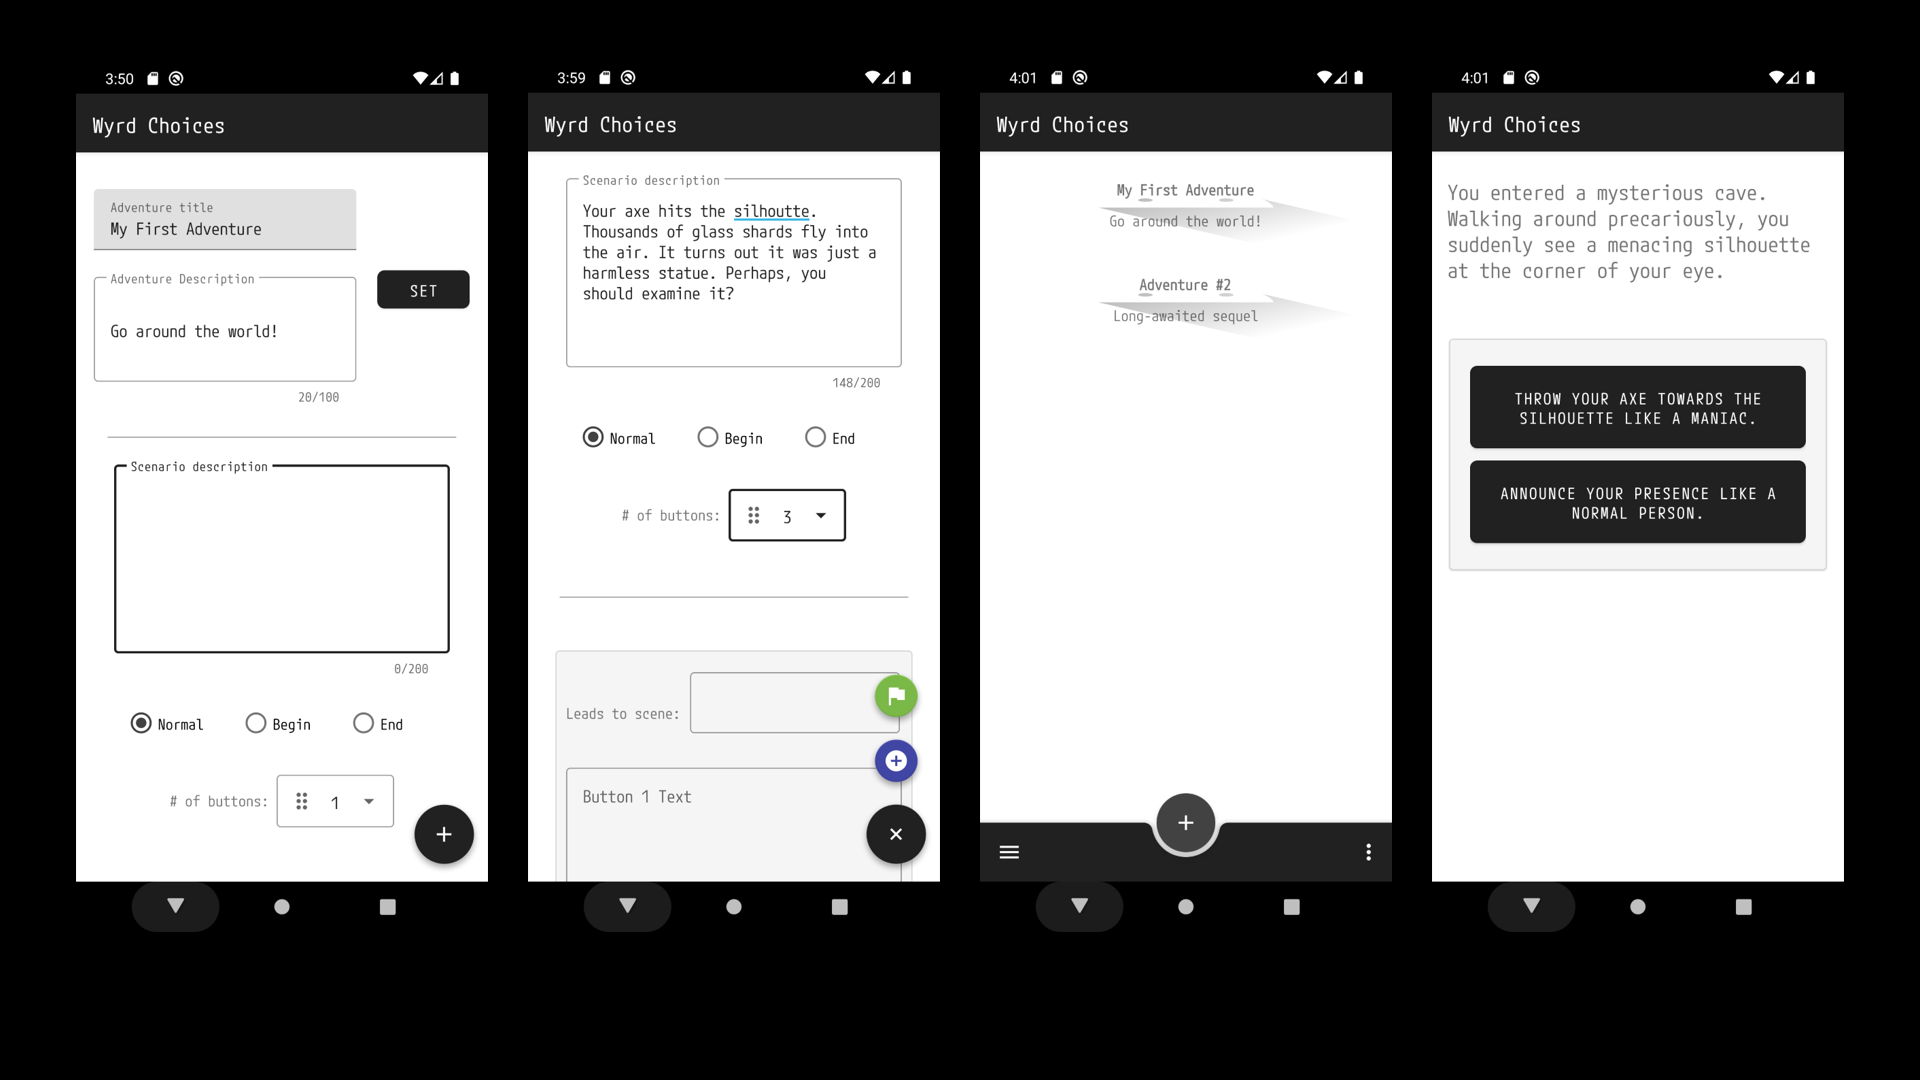 3:50
Wyrd Choices
Adventure title
My First Adventure
Adventure Description
Go around the world!
SET
20/100
Scenario description
0/200
Normal
Begin
End
# of buttons:
1
3:59
Wyrd Choices
Scenario description
Your axe hits the silhoutte.
Thousands of glass shards fly into
the air. It turns out it was just a
harmless statue. Perhaps, you
should examine it?
148/200
Normal
Begin
End
# of buttons:
3
Leads to scene:
Button 1 Text
4:01
Wyrd Choices
My First Adventure
Go around the world!
Adventure #2
Long-awaited sequel
4:01
Wyrd Choices
You entered a mysterious cave.
Walking around precariously, you
suddenly see a menacing silhouette
at the corner of your eye.
THROW YOUR AXE TOWARDS THE
SILHOUETTE LIKE A MANIAC.
ANNOUNCE YOUR PRESENCE LIKE A
NORMAL PERSON.